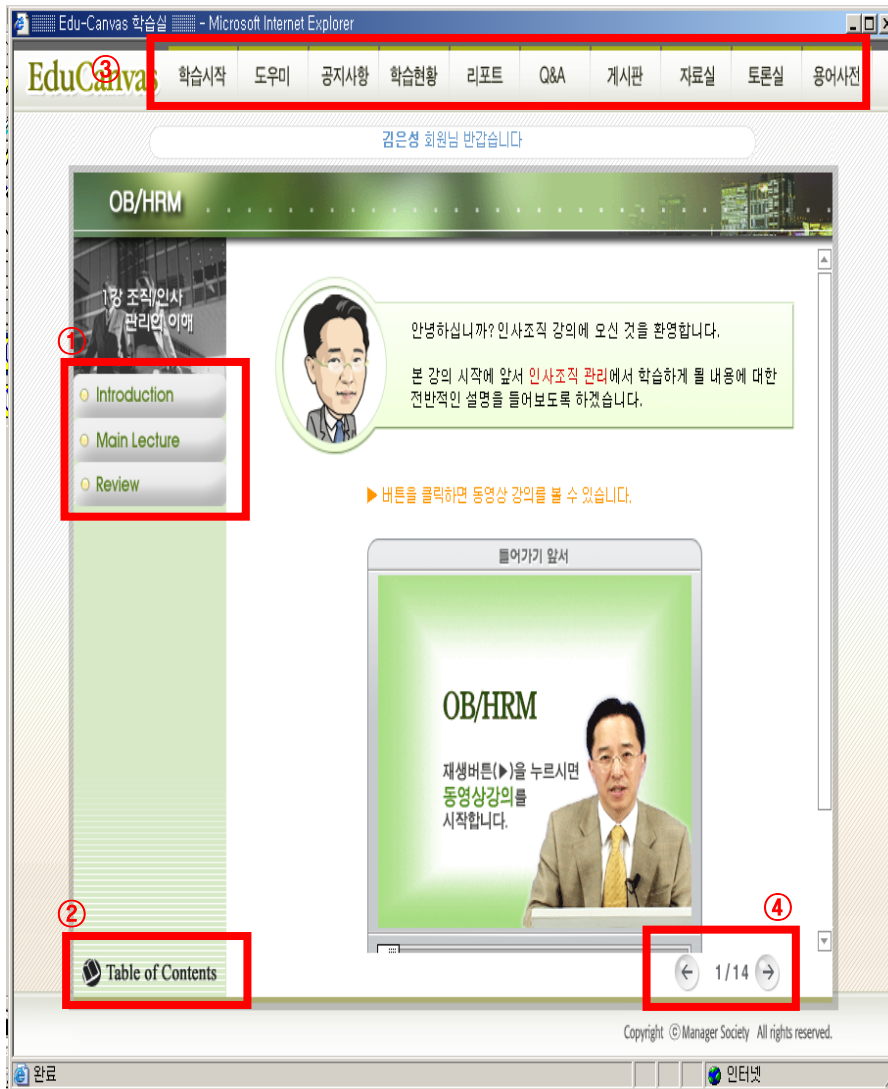 Edu-Canvas 학습실 - Microsoft Internet Explorer
EduCanvas
③
학습시작 도우미 공지사항 학습현황 리포트 Q&A 게시판 자료실 토론실 용어사전
김은성 회원님 반갑습니다
OB/HRM
1강 조직/인사
관리의 이해
①
Introduction
Main Lecture
Review
안녕하십니까? 인사조직 강의에 오신 것을 환영합니다.
본 강의 시작에 앞서 인사조직 관리에서 학습하게 될 내용에 대한
전반적인 설명을 들어보도록 하겠습니다.
▶ 버튼을 클릭하면 동영상 강의를 볼 수 있습니다.
들어가기 앞서
OB/HRM
재생버튼(▶)을 누르시면
동영상강의를
시작합니다.
②
Table of Contents
④
1/14
Copyright ⓒ Manager Society All rights reserved.
완료
인터넷